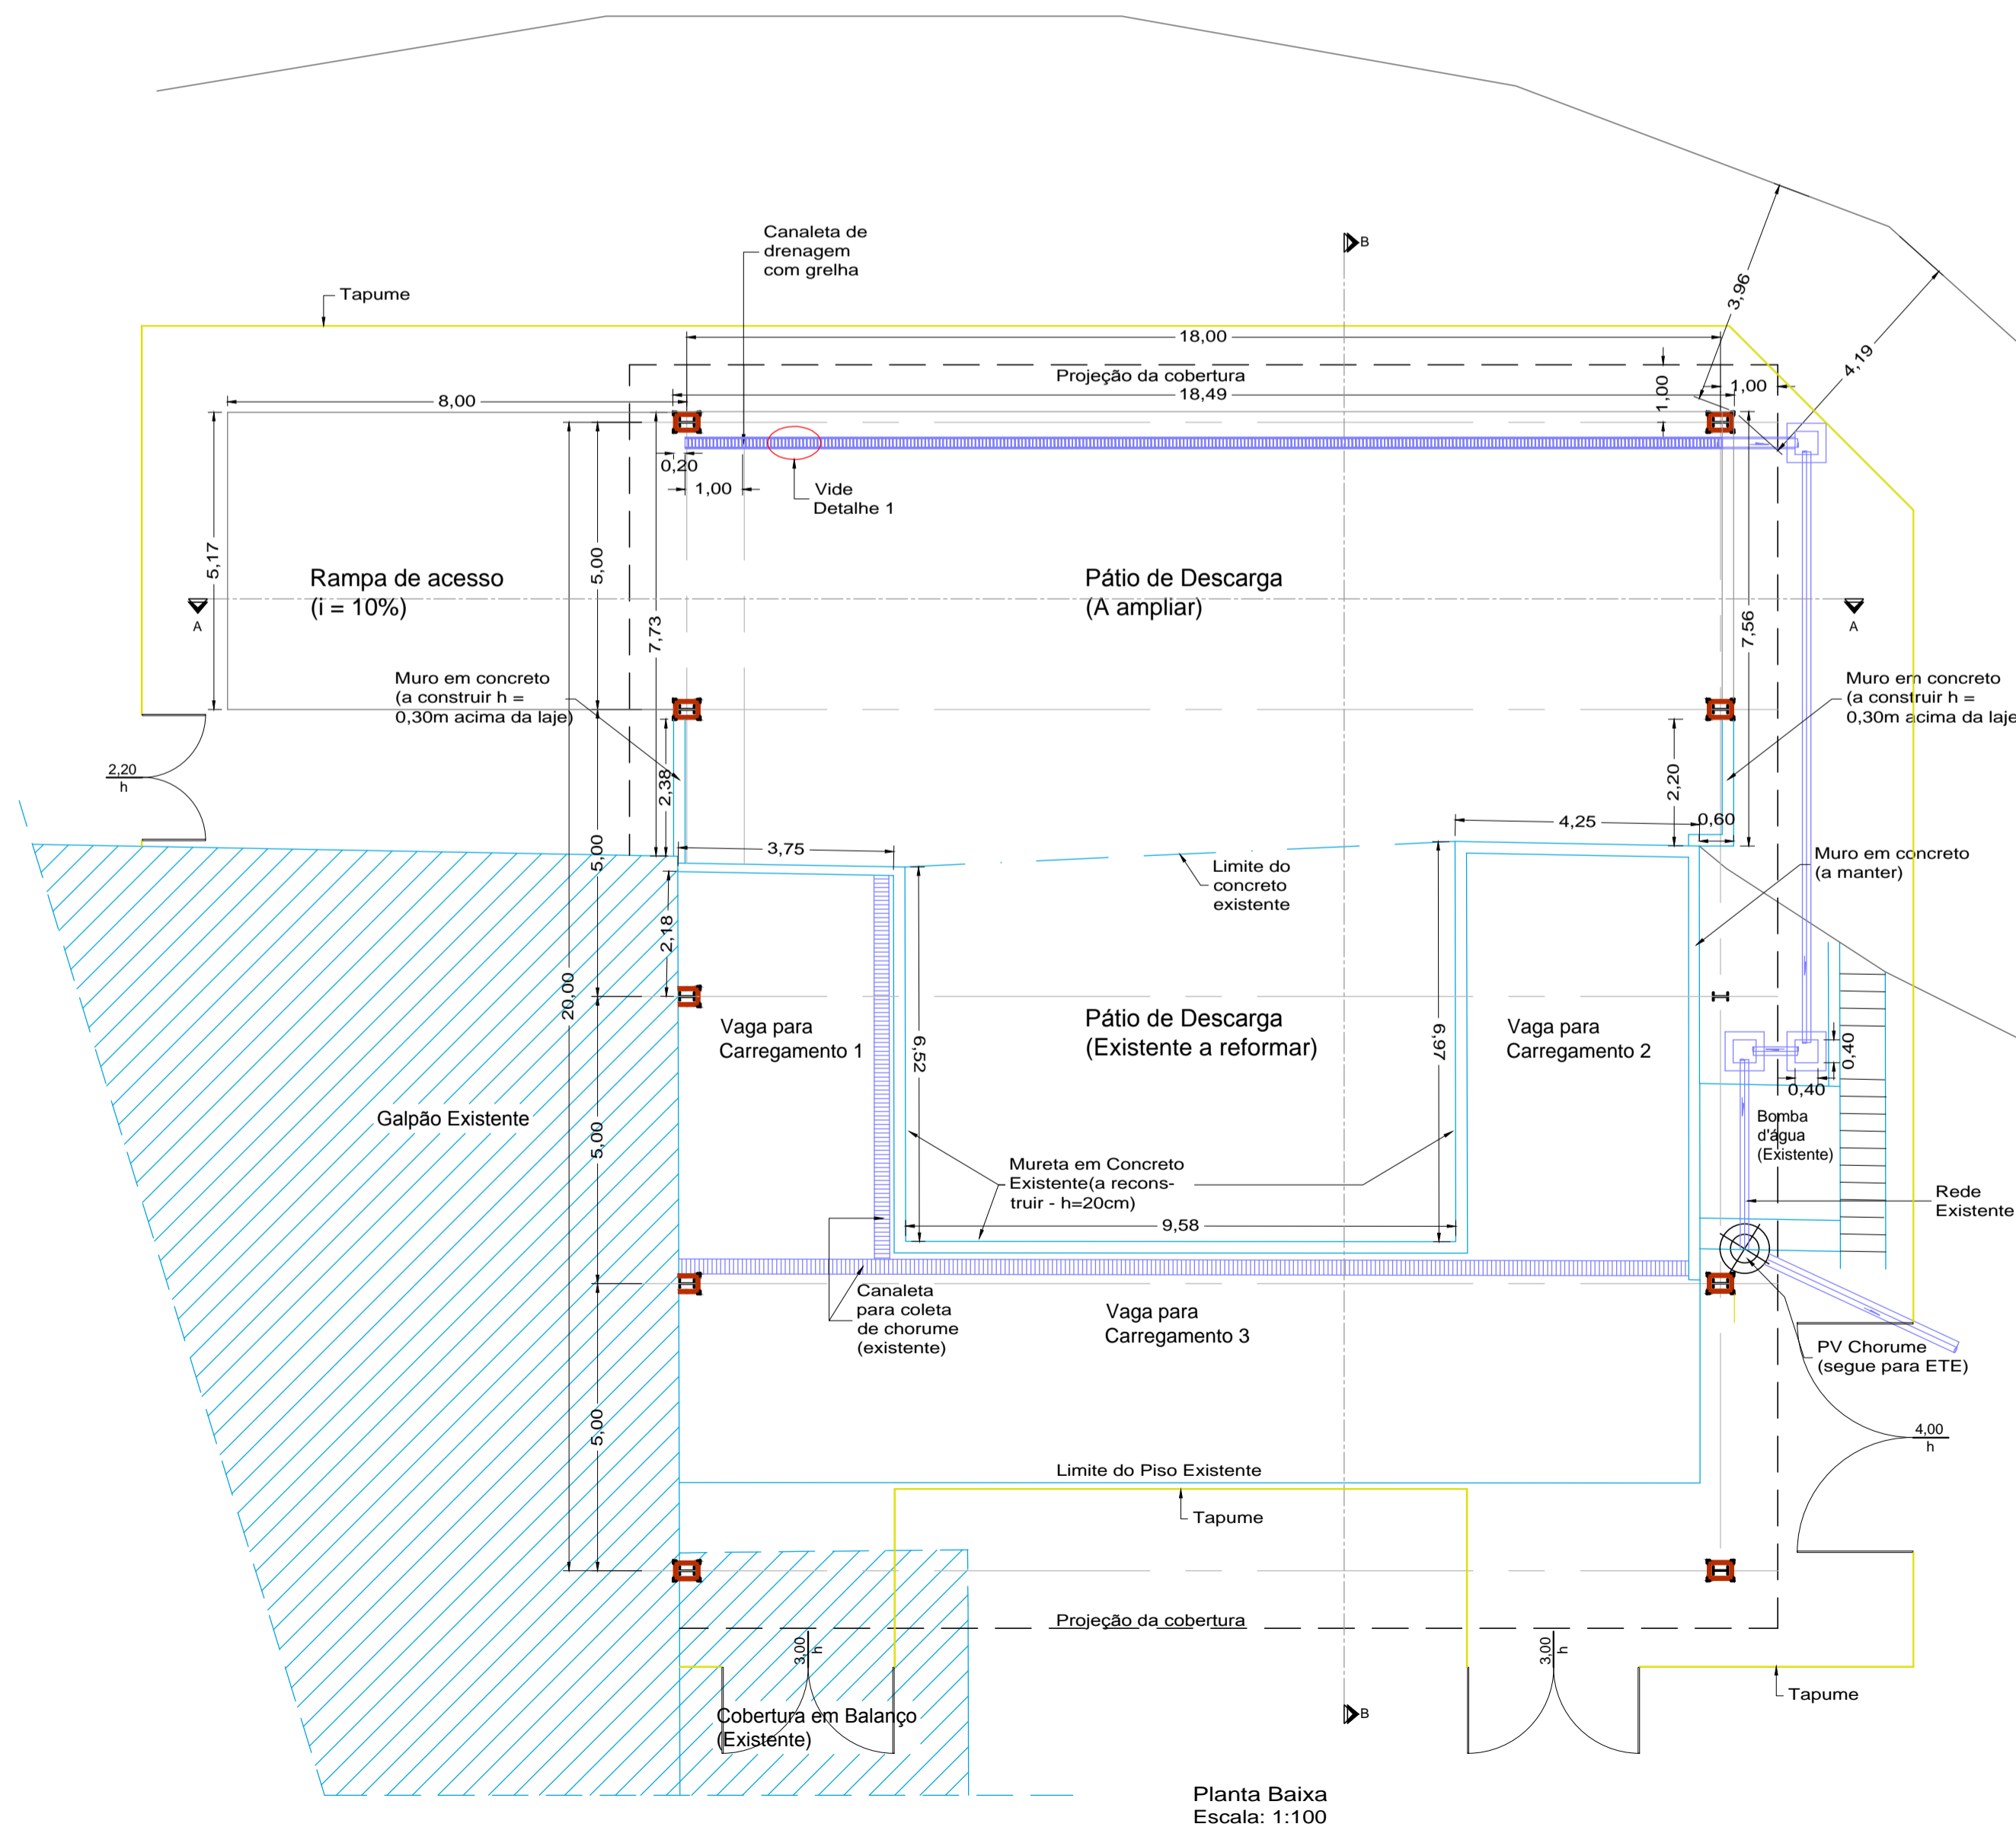 Canaleta de
drenagem
com grelha
B
Tapume
3,96
4,19
18,00
Projeção da cobertura
18,49
1,00
1,00
8,00
0,20
1,00
Vide
Detalhe 1
5,17
5,00
7,73
Rampa de acesso
(i = 10%)
Pátio de Descarga
(A ampliar)
7,56
A
A
Muro em concreto
(a construir h =
0,30m acima da laje)
Muro em concreto
(a construir h =
0,30m acima da laje
2,20
h
2,38
2,20
5,00
3,75
4,25
0,60
Limite do
concreto
existente
Muro em concreto
(a manter)
2,18
20,00
Vaga para
Carregamento 1
6,52
Pátio de Descarga
(Existente a reformar)
6,97
Vaga para
Carregamento 2
0,40
0,40
Galpão Existente
5,00
Bomba
d'água
(Existente)
Mureta em Concreto
Existente(a recons-
truir - h=20cm)
9,58
Rede
Existente
Canaleta
para coleta
de chorume
(existente)
Vaga para
Carregamento 3
PV Chorume
(segue para ETE)
5,00
4,00
h
Limite do Piso Existente
Tapume
Projeção da cobertura
3,00
h
3,00
h
Tapume
Cobertura em Balanço
(Existente)
B
Planta Baixa
Escala: 1:100